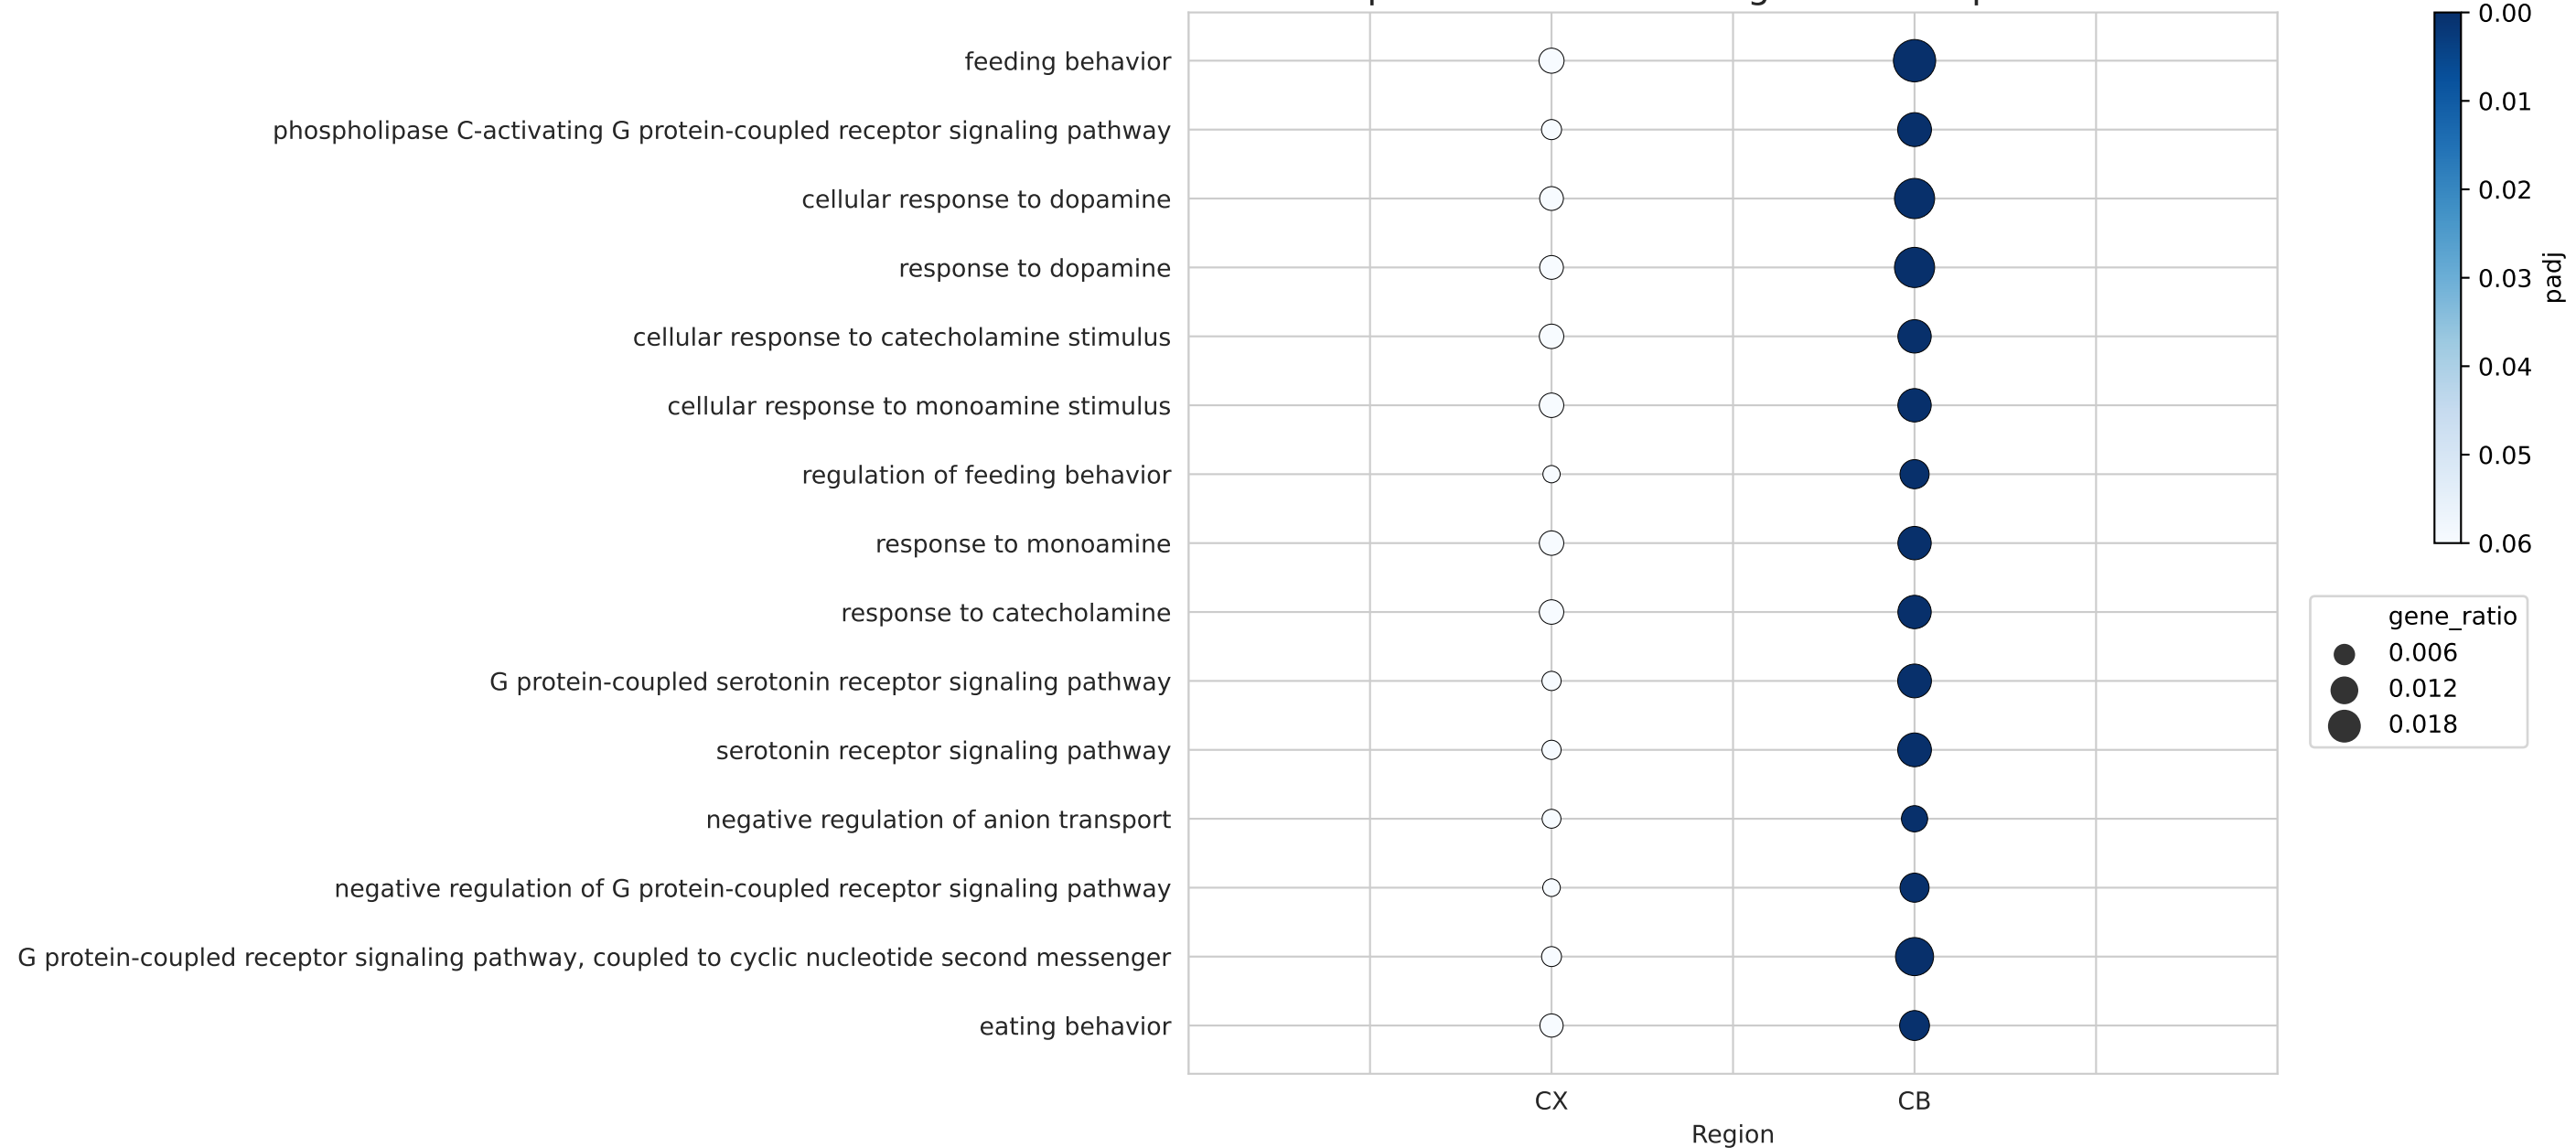 feeding behavior
phospholipase C-activating G protein-coupled receptor signaling pathway
cellular response to dopamine
response to dopamine
cellular response to catecholamine stimulus
cellular response to monoamine stimulus
regulation of feeding behavior
response to monoamine
response to catecholamine
G protein-coupled serotonin receptor signaling pathway
serotonin receptor signaling pathway
negative regulation of anion transport
negative regulation of G protein-coupled receptor signaling pathway
G protein-coupled receptor signaling pathway, coupled to cyclic nucleotide second messenger
eating behavior
CX
CB
Region
0.00
0.01
0.02
0.03
0.04
0.05
0.06
padj
gene_ratio
0.006
0.012
0.018